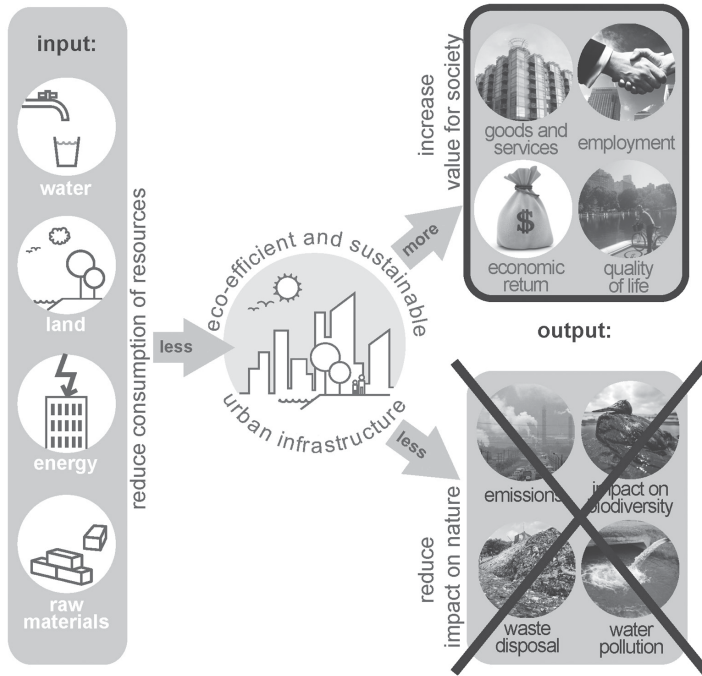 input:
water
land
energy
raw
materials
reduce consumption of resources
less
eco-efficient and sustainable
urban infrastructure
more
less
increase
value for society
goods and
services
employment
$
economic
return
quality
of life
output:
reduce
impact on nature
emissions
impact on
biodiversity
waste
disposal
water
pollution